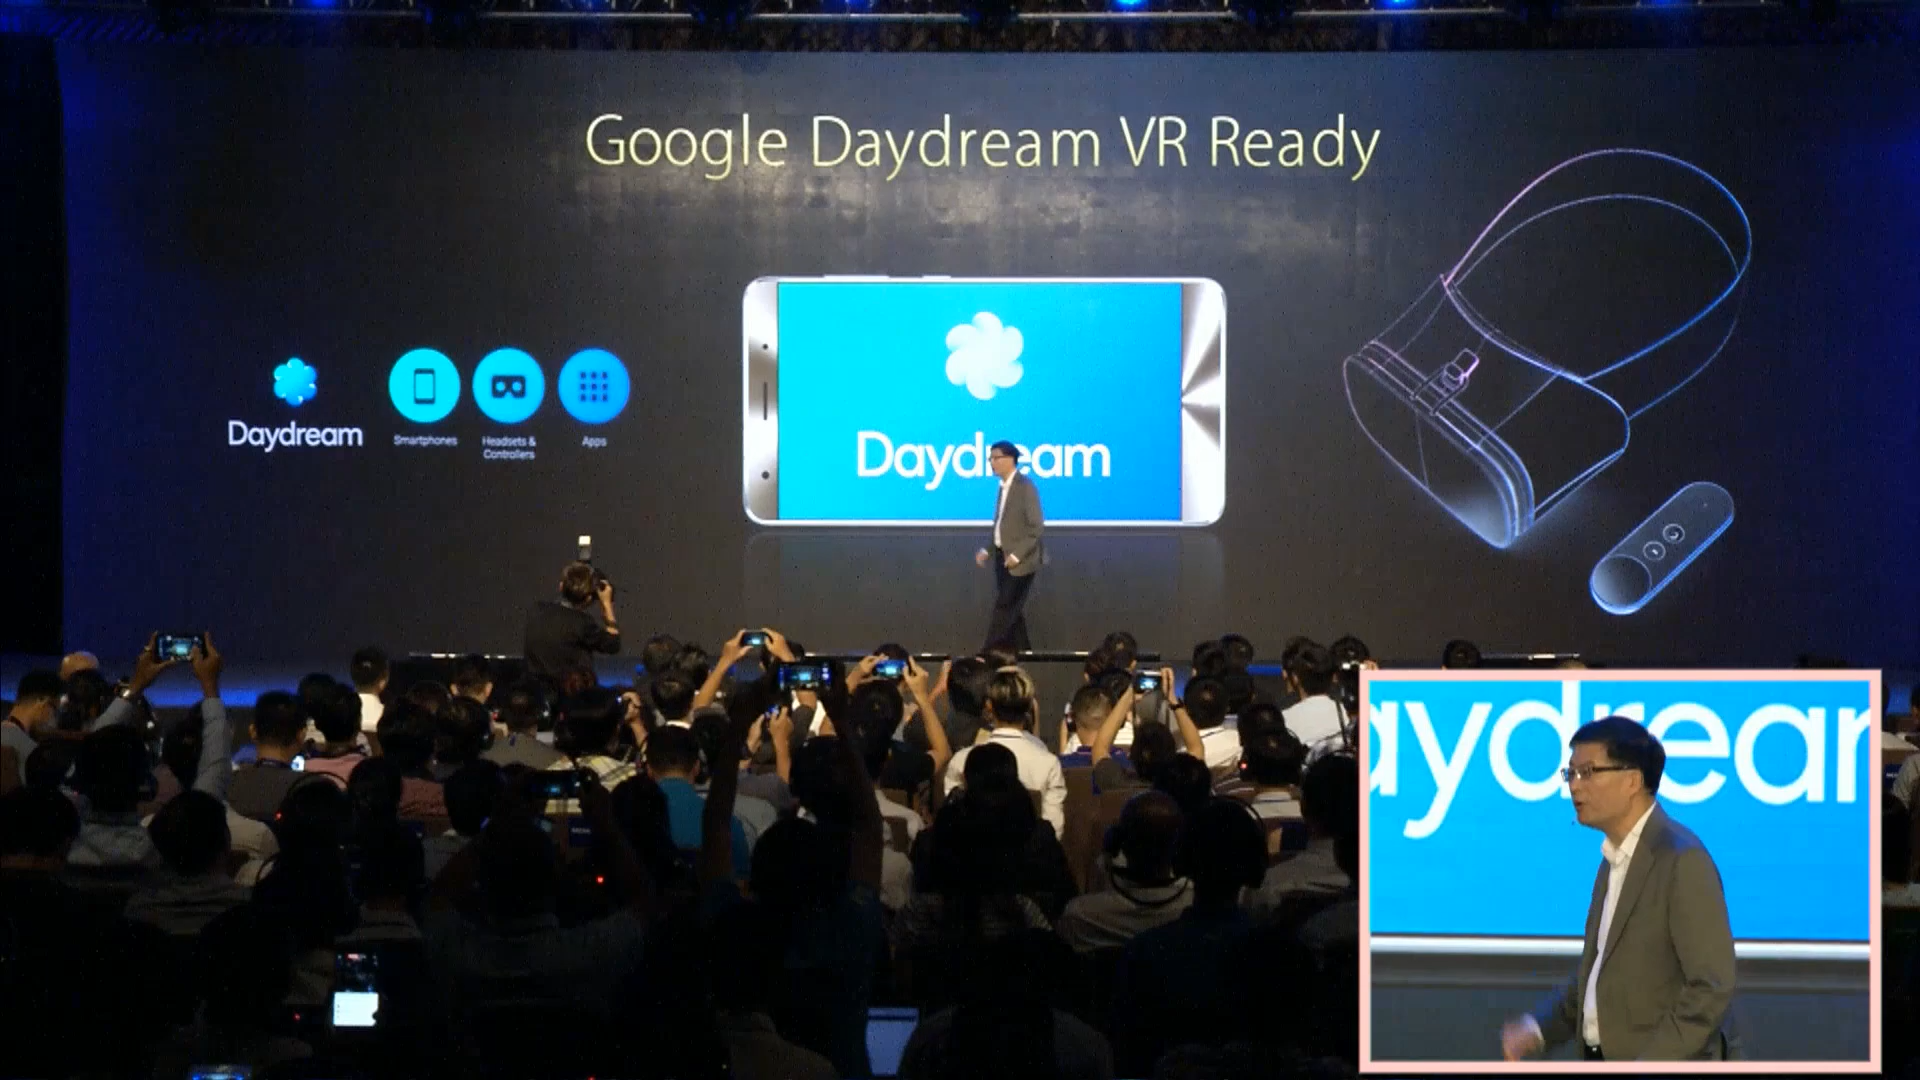 Google Daydream VR Ready
Daydream
Smartphones
Headsets &
Controllers
Apps
Daydream
aydrear